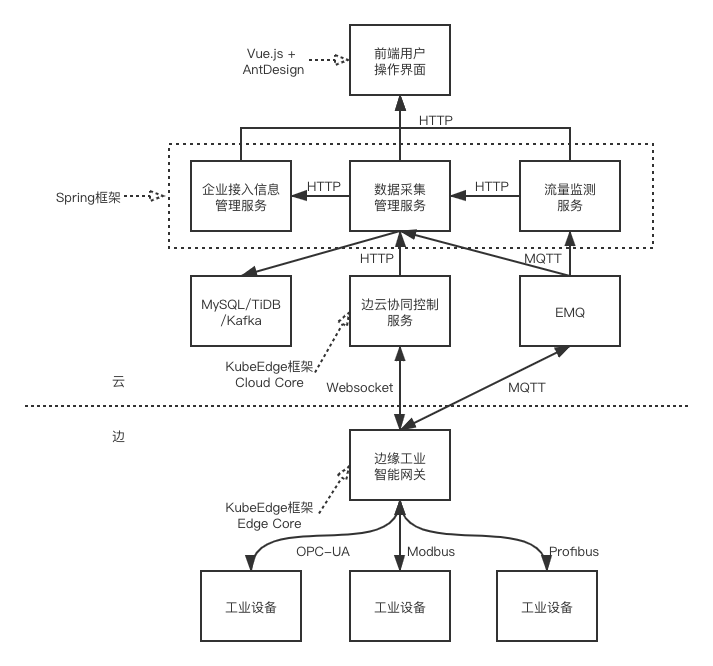 Vue.js +
AntDesign
前端用户
操作界面
HTTP
Spring框架
企业接入信息
管理服务
HTTP
数据采集
管理服务
HTTP
流量监测
服务
HTTP
MQTT
MySQL/TiDB
/Kafka
边云协同控制
服务
EMQ
KubeEdge框架
Cloud Core
云
Websocket
MQTT
边
边缘工业
智能网关
KubeEdge框架
Edge Core
OPC-UA
Modbus
Profibus
工业设备
工业设备
工业设备